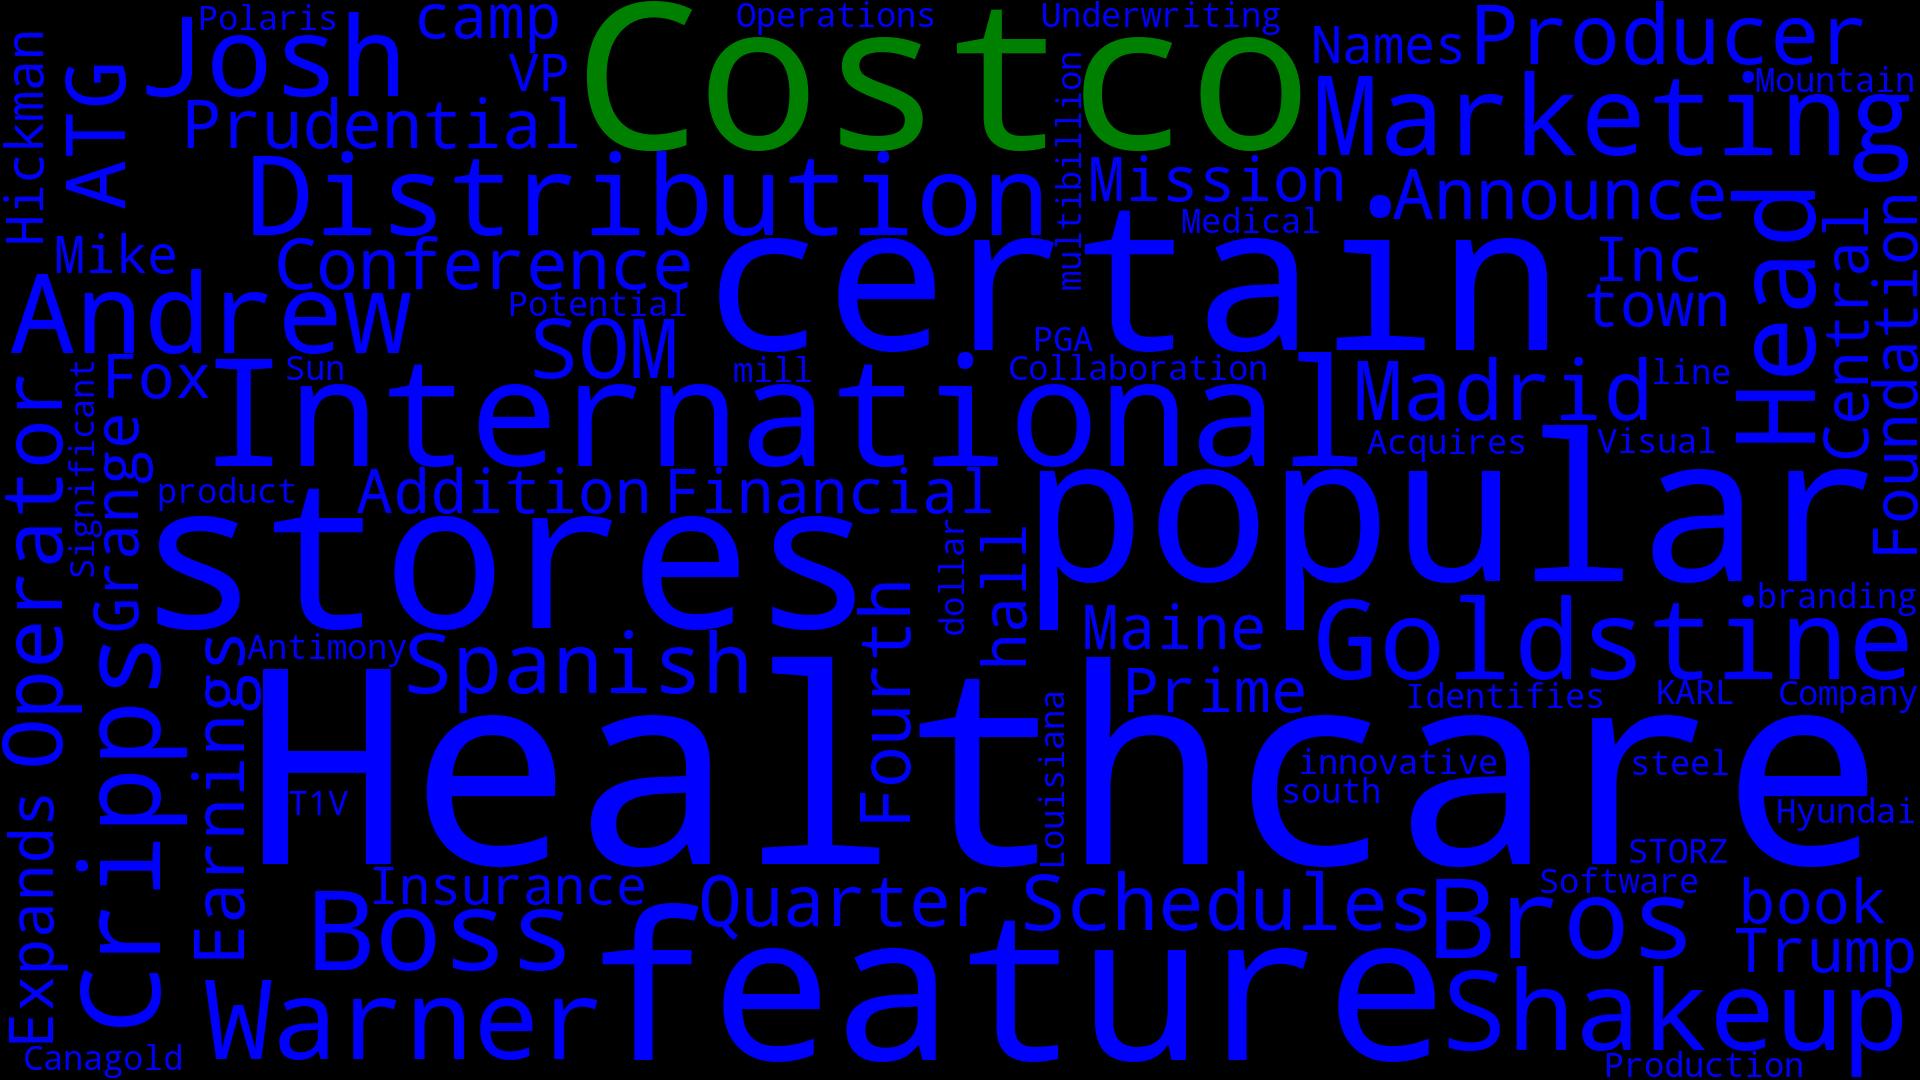 Polaris
camp
Operations
Underwriting
Costco
Josh
VP
Names
Producer
Hickman
ATG
Prudential
multibillion
Marketing
Mountain
Distribution
Mission
Announce
Medical
Head
Central
Foundation
Mike
Conference
certain
Inc
town
Andrew
Potential
SOM
PGA
Fox
Sun
International
mill
Collaboration
Madrid
line
Operator
Significant
Grange
Acquires
Visual
product
Addition
Financial
popular
stores
dollar
hall
Fourth
branding
Maine
Goldstine
Antimony
Spanish
Cripps
Earnings
Healthcare
Prime
Identifies
KARL
Company
Louisiana
innovative
steel
south
T1V
Hyundai
Expands
STORZ
Insurance
Software
Boss
Quarter
Schedules
Bros
book
feature
Trump
Warner
Shakeup
Canagold
Production